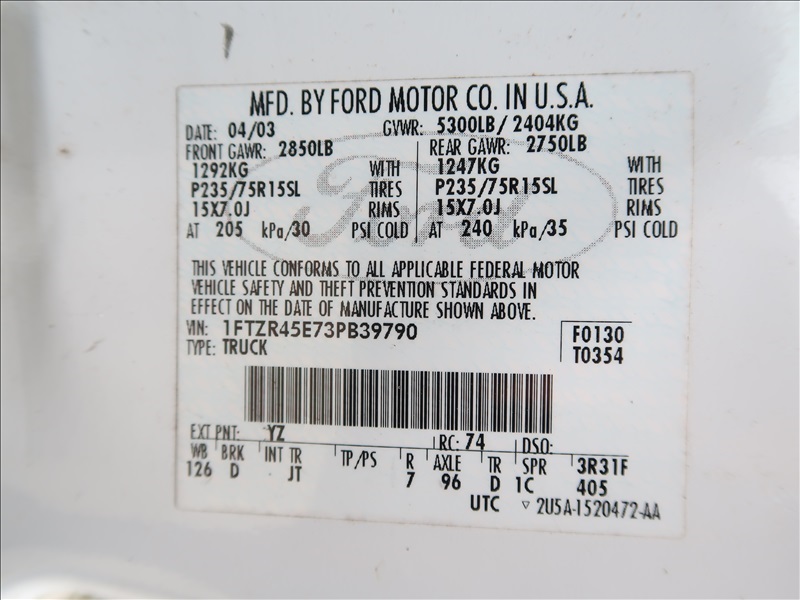 MFD. BY FORD MOTOR CO. IN U.S.A.
DATE: 04/03 GVWR: 5300LB/ 2404KG
FRONT GAWR: 2850LB REAR GAWR: 2750LB
1292KG WITH 1247KG WITH
P235/75R15SL TIRES P235/75R15SL TIRES
15X7.0J RIMS 15X7.0J RIMS
AT 205 kPa/30 PSI COLD AT 240 kPa/35 PSI COLD
Ford
THIS VEHICLE CONFORMS TO ALL APPLICABLE FEDERAL MOTOR
VEHICLE SAFETY AND THEFT PREVENTION STANDARDS IN
EFFECT ON THE DATE OF MANUFACTURE SHOWN ABOVE.
VIN: 1FTZR45E73PB39790 F0130
TYPE: TRUCK T0354
EXT PNT: YZ RC: 74 DSO:
WB BRK INT TR TP/PS R AXLE TR SPR 3R31F
126 D JT 7 96 D 1C 405
UTC ▽ 2U5A-1520472-AA